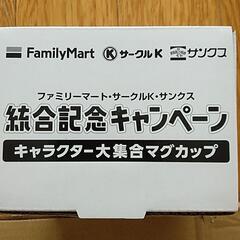 FamilyMart K サークルK サンクス
ファミリーマート・サークルK・サンクス
統合記念キャンペーン
キャラクター大集合マグカップ